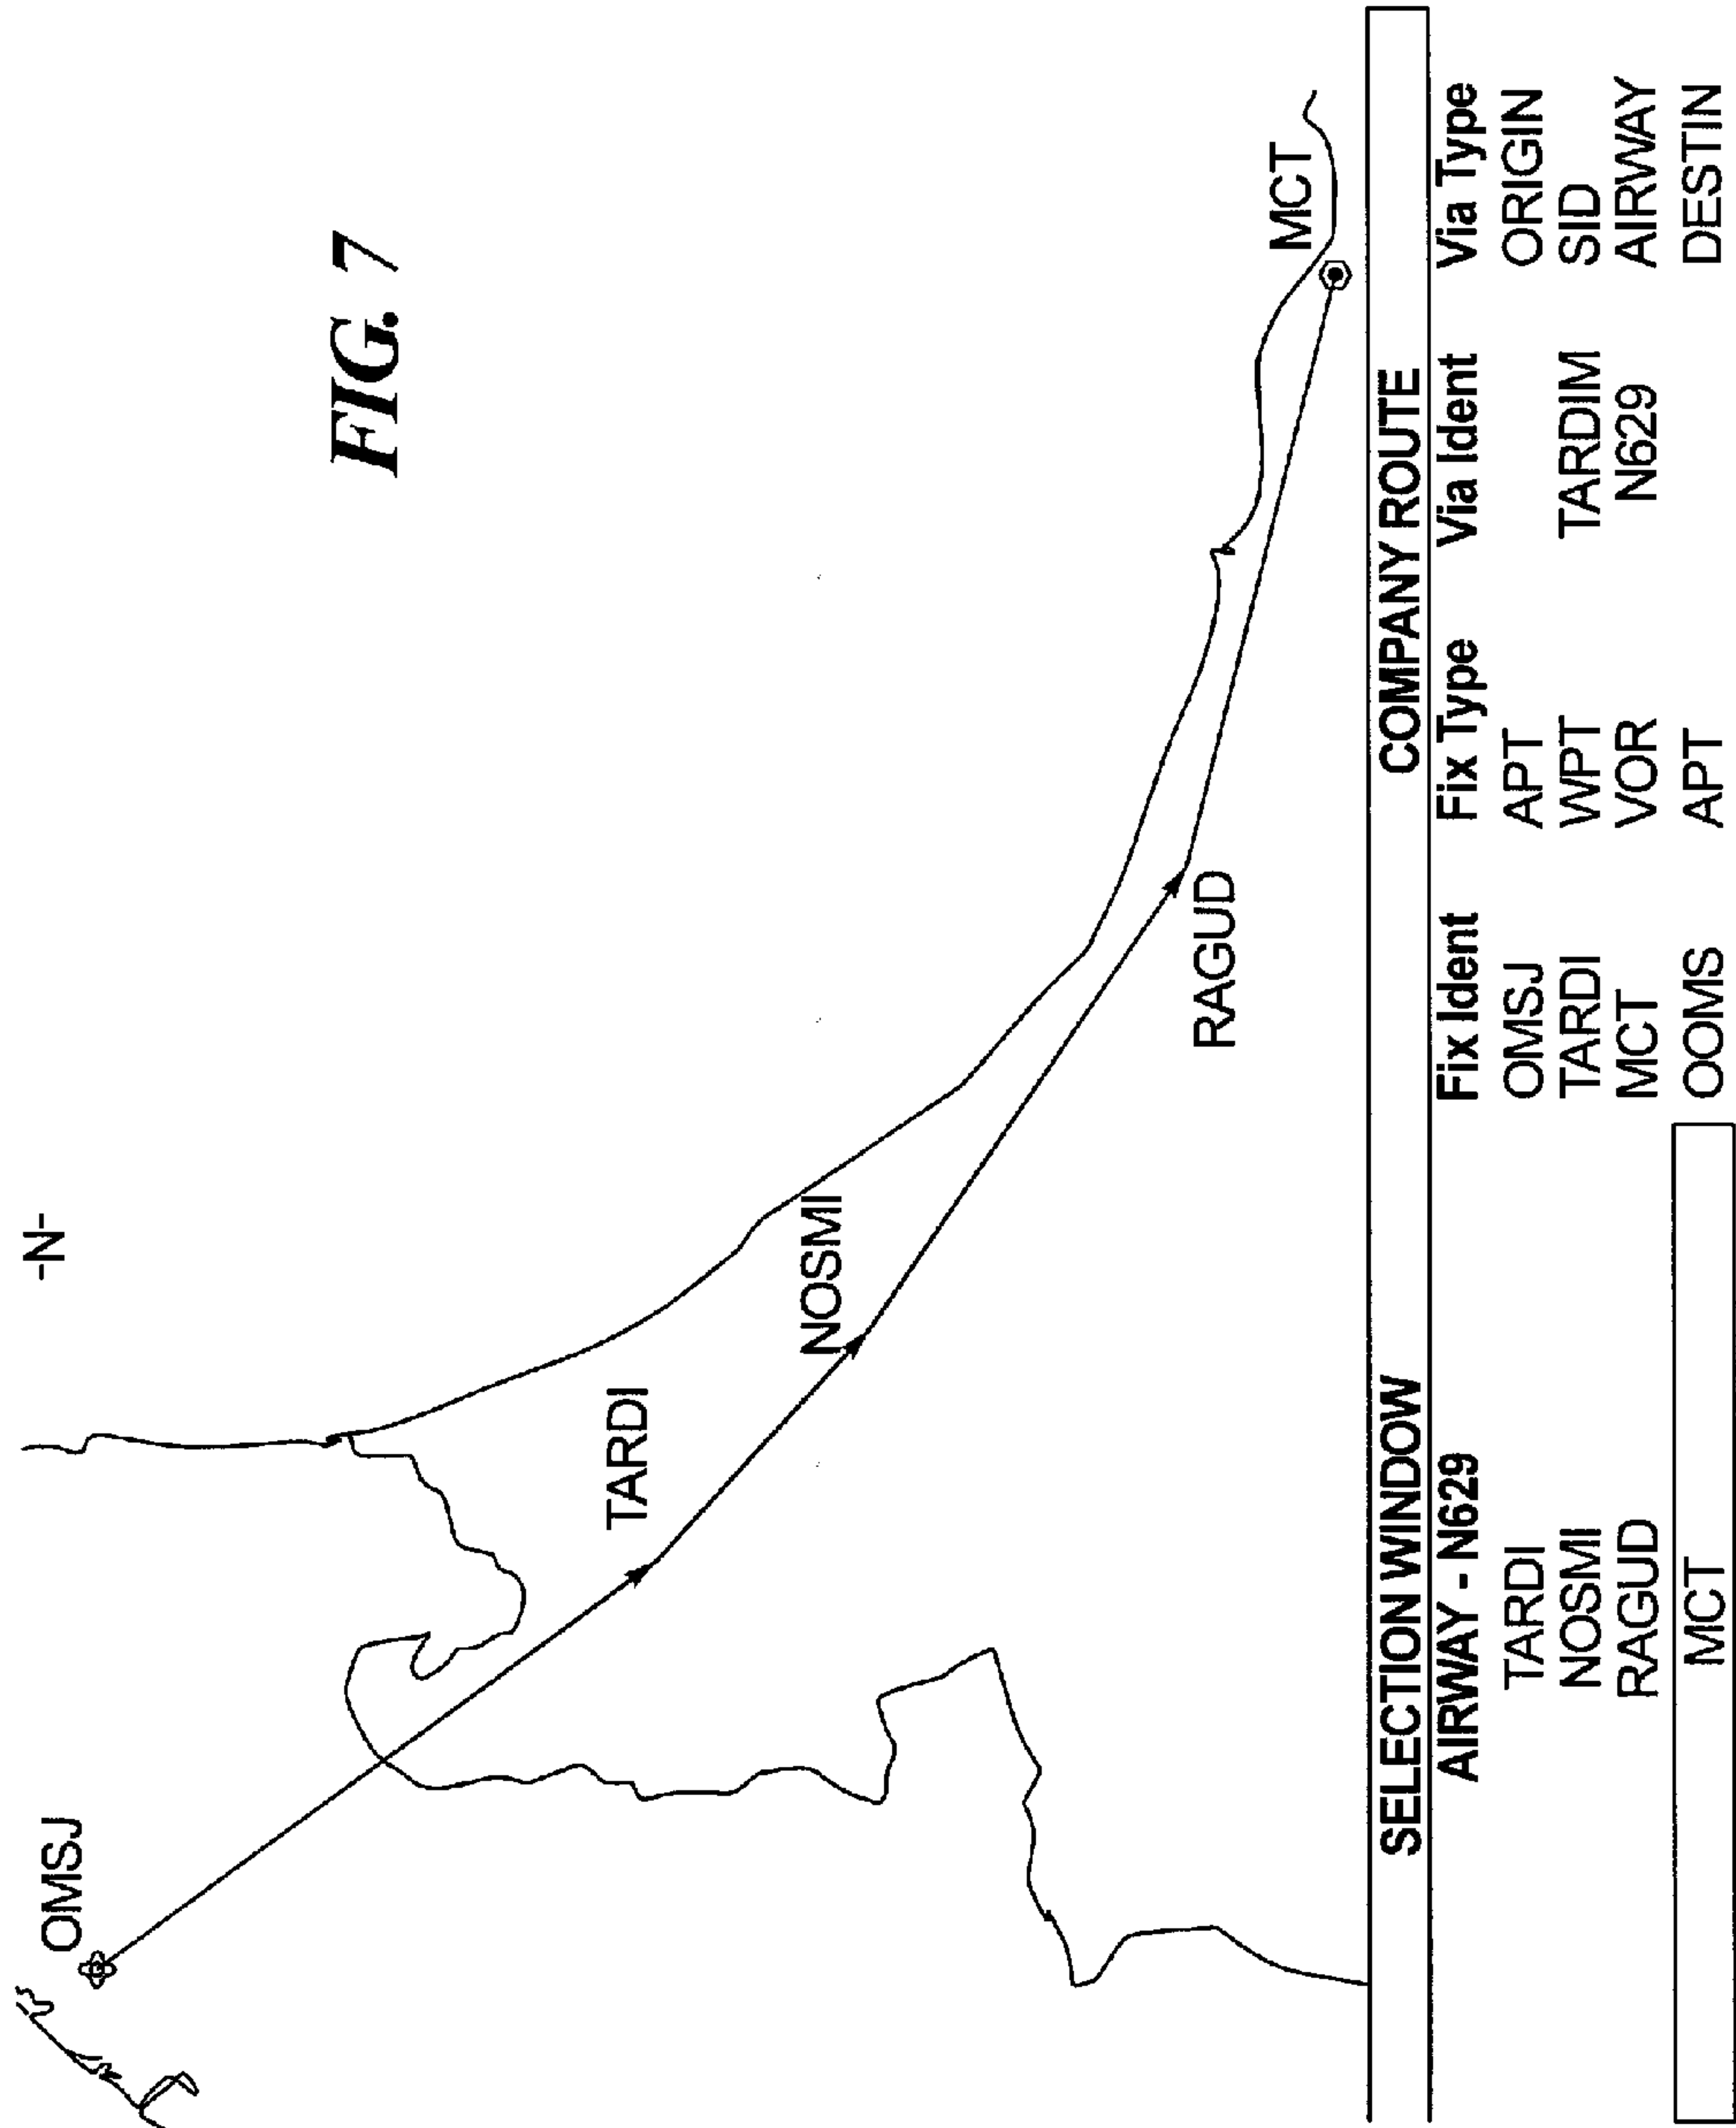 FIG. 7
-N-
OMSJ
TARDI
NOSMI
RAGUD
MCT
SELECTION WINDOW
COMPANY ROUTE
AIRWAY - N629
Fix Ident Fix Type Via Ident Via Type
TARDI
OMSJ APT ORIGIN
NOSMI
TARDI WPT TARDIM SID
RAGUD
MCT VOR N629 AIRWAY
MCT
OOMS APT DESTIN